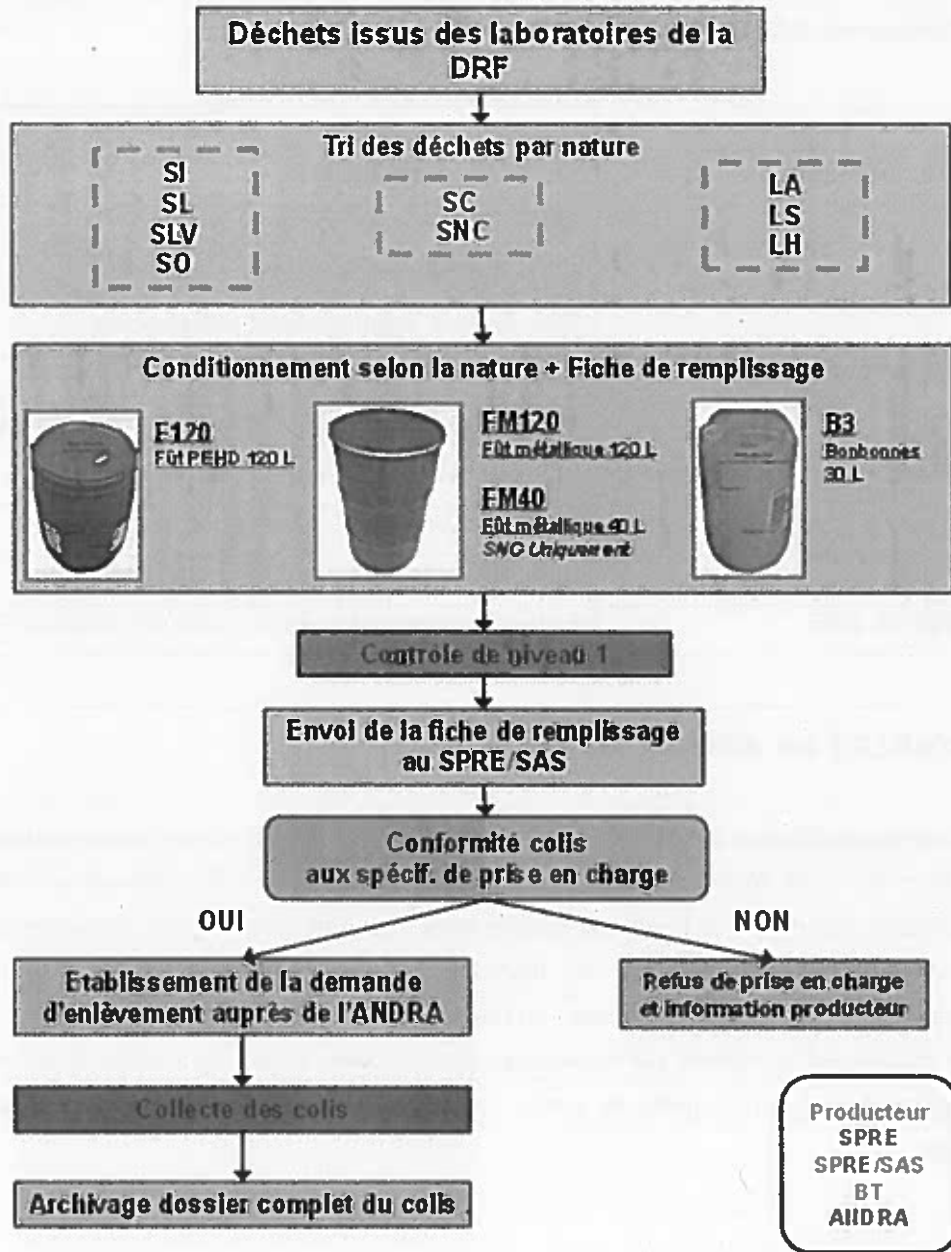 Déchets issus des laboratoires de la
DRF
Tri des déchets par nature
SI
SL
SLV
SO
SC
SNC
LA
LS
LH
Conditionnement selon la nature + Fiche de remplissage
F120
Fût PEHD 120 L
FM120
Fût métallique 120 L
FM40
Fût métallique 40 L
SNC Uniquement
B3
Bonbonnes
30 L
Contrôle de niveau 1
Envoi de la fiche de remplissage
au SPRE/SAS
Conformité colis
aux spécif. de prise en charge
OUI
NON
Etablissement de la demande
d'enlèvement auprès de l'ANDRA
Refus de prise en charge
et information producteur
Collecte des colis
Archivage dossier complet du colis
Producteur
SPRE
SPRE/SAS
BT
ANDRA